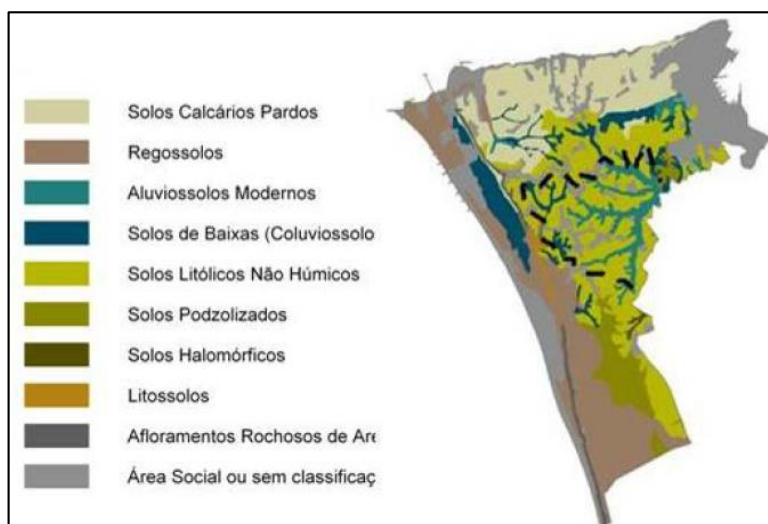 Solos Calcários Pardos
Regossolos
Aluviossolos Modernos
Solos de Baixas (Coluviossolo
Solos Litólicos Não Húmicos
Solos Podzolizados
Solos Halomórficos
Litossolos
Afloramentos Rochosos de Are
Área Social ou sem classificaç